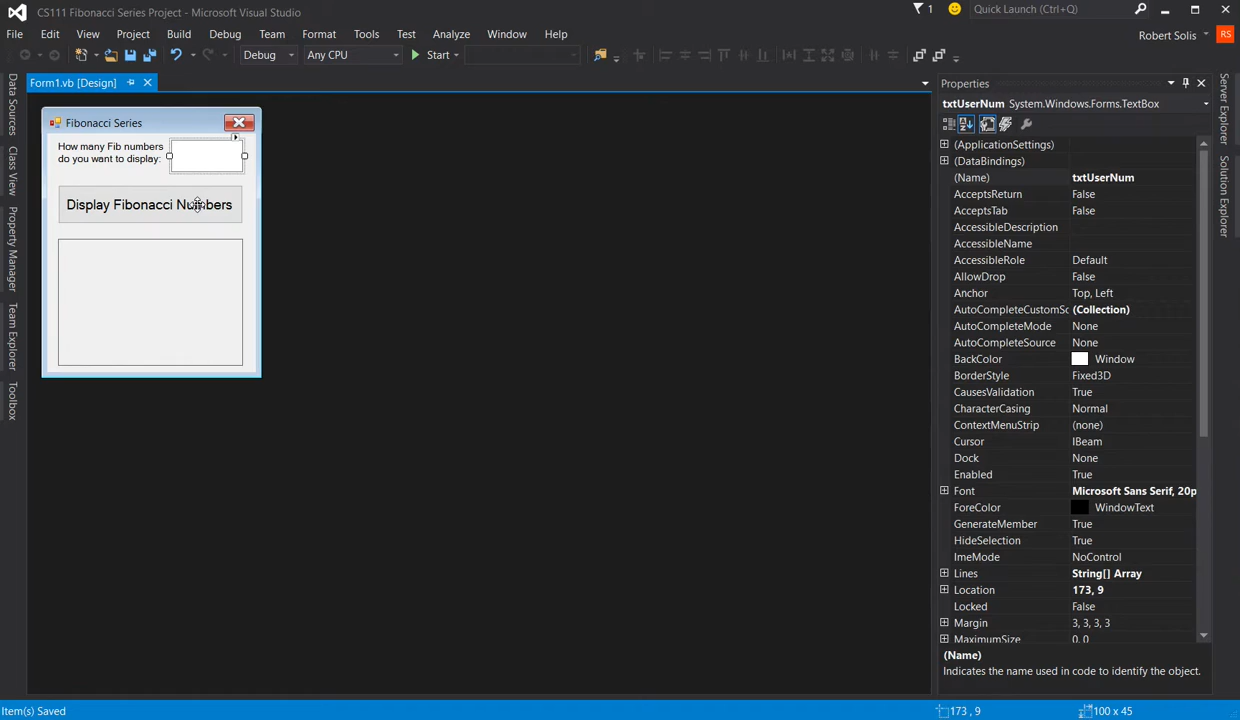 CS111 Fibonacci Series Project - Microsoft Visual Studio
1
Quick Launch (Ctrl+Q)
File Edit View Project Build Debug Team Format Tools Test Analyze Window Help
Robert Solis RS
Debug Any CPU Start
Form1.vb [Design]
Data Sources
Class View
Property Manager
Team Explorer
Toolbox
Fibonacci Series
How many Fib numbers
do you want to display:
Display Fibonacci Numbers
Properties
txtUserNum System.Windows.Forms.TextBox
(ApplicationSettings)
(DataBindings)
(Name) txtUserNum
AcceptsReturn False
AcceptsTab False
AccessibleDescription
AccessibleName
AccessibleRole Default
AllowDrop False
Anchor Top, Left
AutoCompleteCustomSc (Collection)
AutoCompleteMode None
AutoCompleteSource None
BackColor Window
BorderStyle Fixed3D
CausesValidation True
CharacterCasing Normal
ContextMenuStrip (none)
Cursor IBeam
Dock None
Enabled True
Font Microsoft Sans Serif, 20p
ForeColor WindowText
GenerateMember True
HideSelection True
ImeMode NoControl
Lines String[] Array
Location 173, 9
Locked False
Margin 3, 3, 3, 3
MaximumSize 0, 0
(Name)
Indicates the name used in code to identify the object.
Server Explorer
Solution Explorer
Item(s) Saved
173 , 9
100 x 45